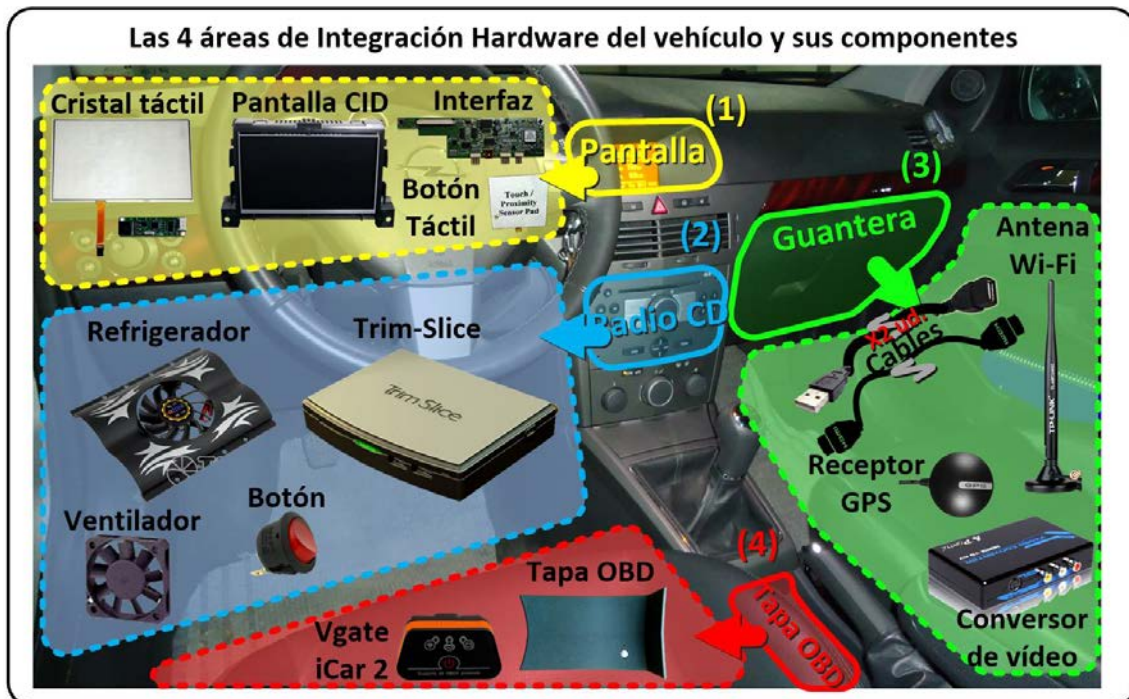 Las 4 áreas de Integración Hardware del vehículo y sus componentes
Cristal táctil
Pantalla CID
Interfaz
(1)
Pantalla
Botón
Táctil
Touch /
Proximity
Sensor Pad
(3)
Guantera
(2)
Radio CD
Antena
Wi-Fi
X2 ud.
Cables
TP-LINK
Refrigerador
Trim-Slice
Trim-Slice
Receptor
GPS
GPS
Ventilador
Botón
(4)
Tapa OBD
Tapa OBD
Vgate
iCar 2
Conversor
de vídeo